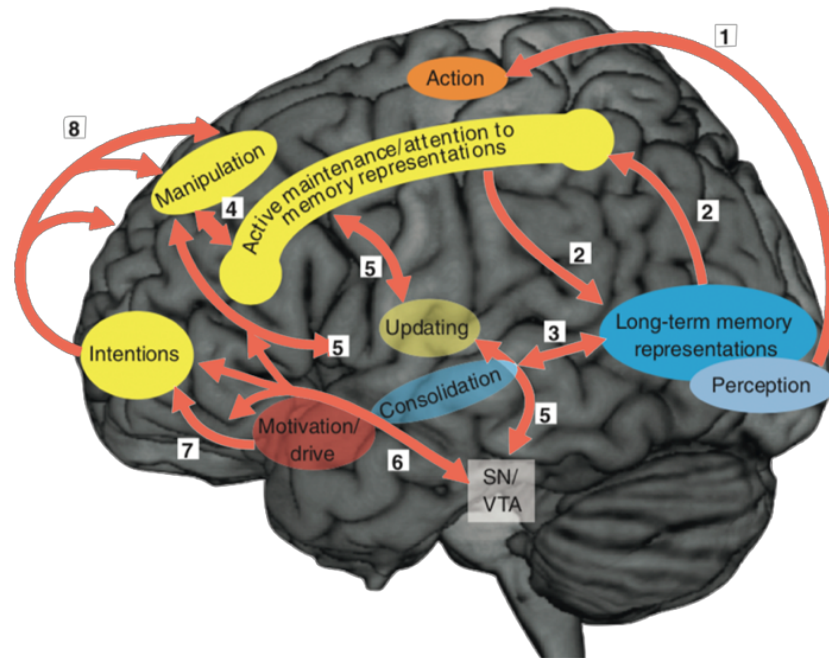 1
Action
8
Manipulation
Active maintenance/attention to
memory representations
4
2
5
2
Updating
Long-term memory
representations
Intentions
5
3
Consolidation
Perception
5
Motivation/
drive
7
6
SN/
VTA